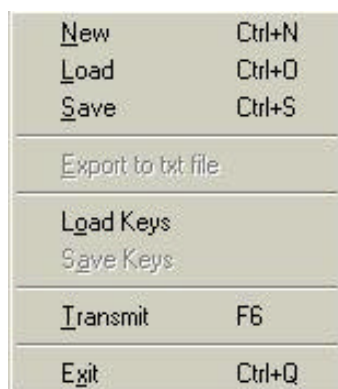 New Ctrl+N
Load Ctrl+O
Save Ctrl+S
Export to txt file
Load Keys
Save Keys
Transmit F6
Exit Ctrl+Q